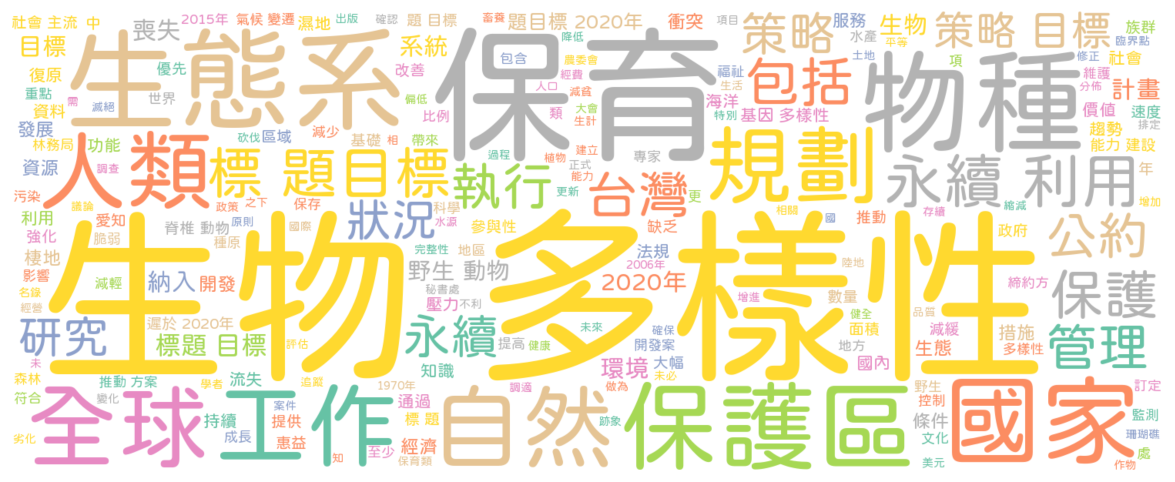 社會 主流 中
喪失
2015年
氣候 變遷
濕地
出版
確認
題 目標
畜養
題目標 2020年
衝突
項目
服務
生物
策略 目標
族群
目標
生態系
系統
降低
保育
策略
水產
平等
臨界點
復原
優先
改善
包含
農委會
包括
土地
物種
項
修正
社會
重點
世界
偏低
經費
減貧
福祉
生活
維護
分佈
計畫
資料
需
滅絕
比例
人口
大會
海洋
價值
速度
發展
砍伐
區域
減少
基礎
相
帶來
類
生計
特別
基因 多樣性
趨勢
排定
林務局
功能
人類
標 題目標
過程
植物
建立
正式
專家
規劃
能力 建設
資源
調查
執行
能力
台灣
更
永續 利用
年
污染
議論
政策
之下
保存
狀況
更新
相關
國
存續
縮減
增加
利用
愛知
脊椎 動物
原則
科學
水源
參與性
缺乏
推動
政府
公約
強化
脆弱
種原
國際
完整性
地區
法規
棲地
生物 多樣性
野生 動物
2006年
陸地
締約方
影響
減輕
納入
開發
秘書處
2020年
保護
名錄
壓力
不利
增進
數量
品質
經營
遲於 2020年
未來
確保
健全
面積
減緩
措施
研究
標題 目標
評估
永續
提高
健康
開發案
地方
生態
多樣性
管理
未
知識
環境
大幅
未必
國內
森林
推動 方案
學者
流失
追蹤
1970年
調適
做為
野生
訂定
符合
變化
全球
持續
工作
案件
提供
通過
標 題
自然
跡象
保護區
控制
條件
國家
監測
珊瑚礁
劣化
成長
惠益
知
至少
經濟
保育類
文化
美元
處
作物